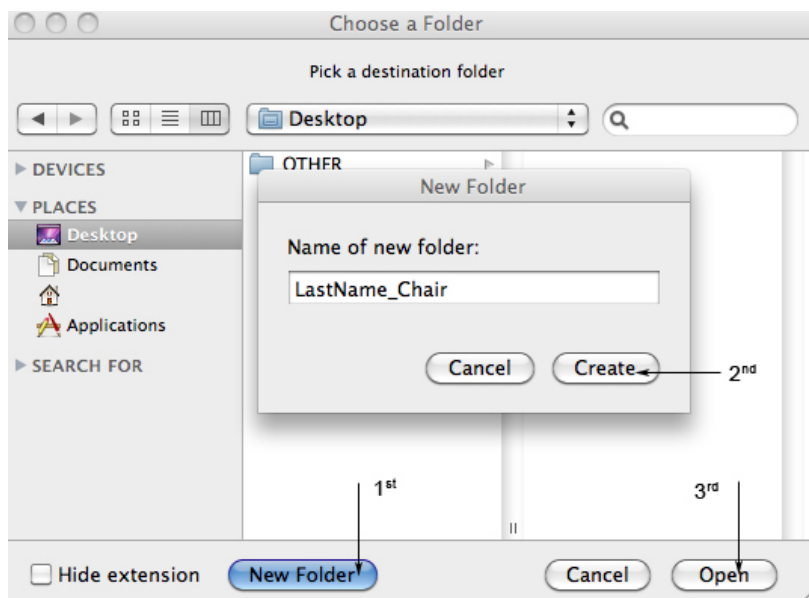 Choose a Folder
Pick a destination folder
Desktop
DEVICES
PLACES
Desktop
Documents
Applications
SEARCH FOR
OTHER
New Folder
Name of new folder:
LastName_Chair
Cancel
Create
2nd
1st
3rd
Hide extension
New Folder
Cancel
Open